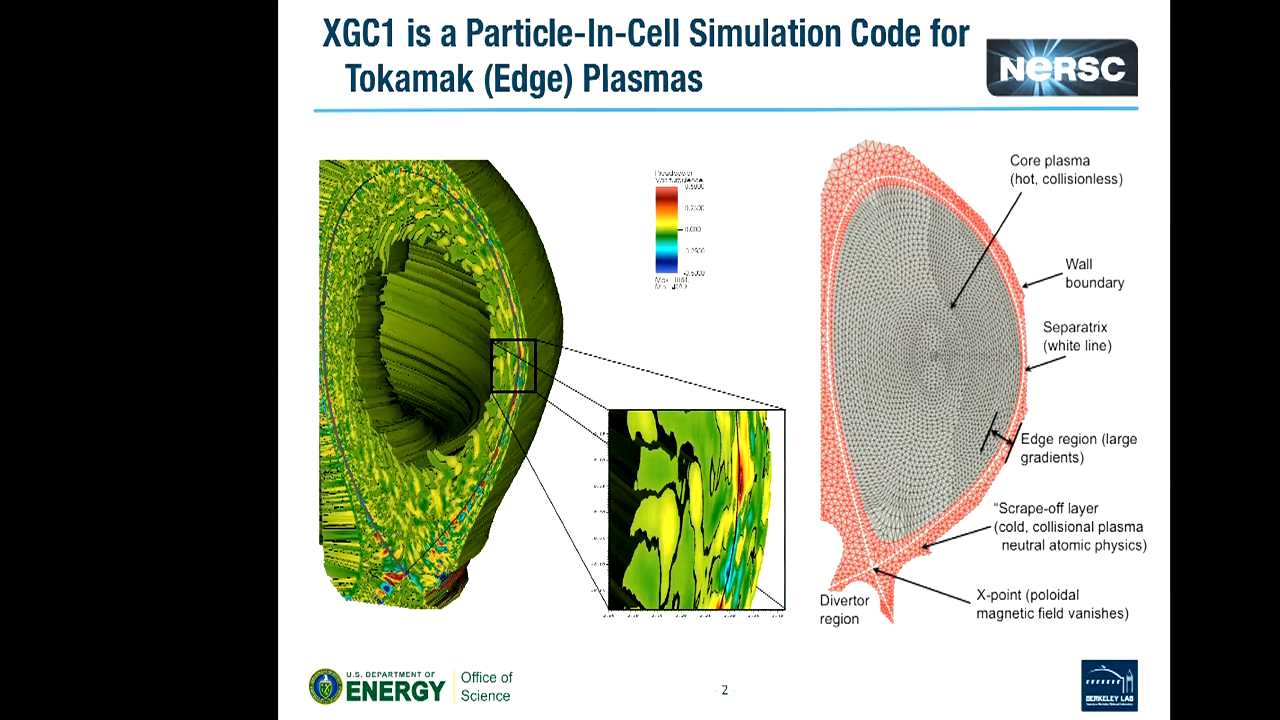 XGC1 is a Particle-In-Cell Simulation Code for
Tokamak (Edge) Plasmas
NERSC
Core plasma
(hot, collisionless)
Wall
boundary
Separatrix
(white line)
Edge region (large
gradients)
"Scrape-off layer
(cold, collisional plasma
neutral atomic physics)
X-point (poloidal
magnetic field vanishes)
Divertor
region
U.S. DEPARTMENT OF
ENERGY
Office of
Science
2
BERKELEY LAB